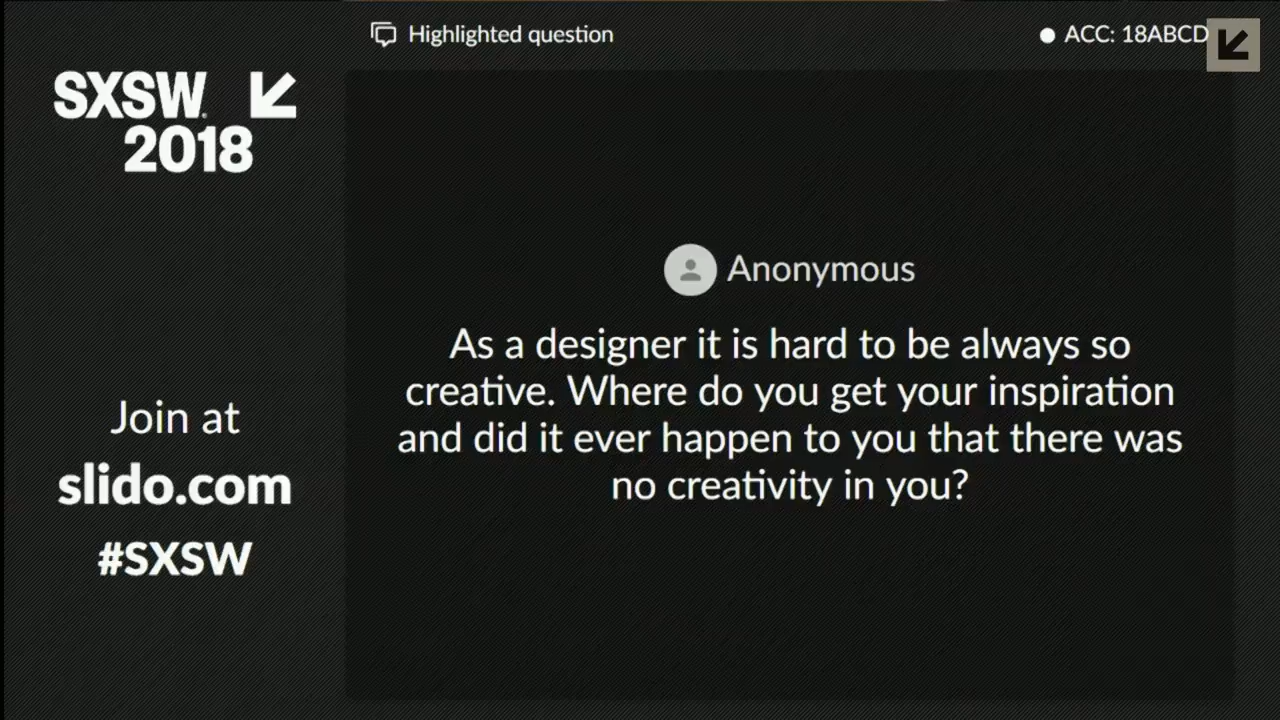 Highlighted question
ACC: 18ABCD
SXSW.
2018
Anonymous
As a designer it is hard to be always so
creative. Where do you get your inspiration
and did it ever happen to you that there was
no creativity in you?
Join at
slido.com
#SXSW